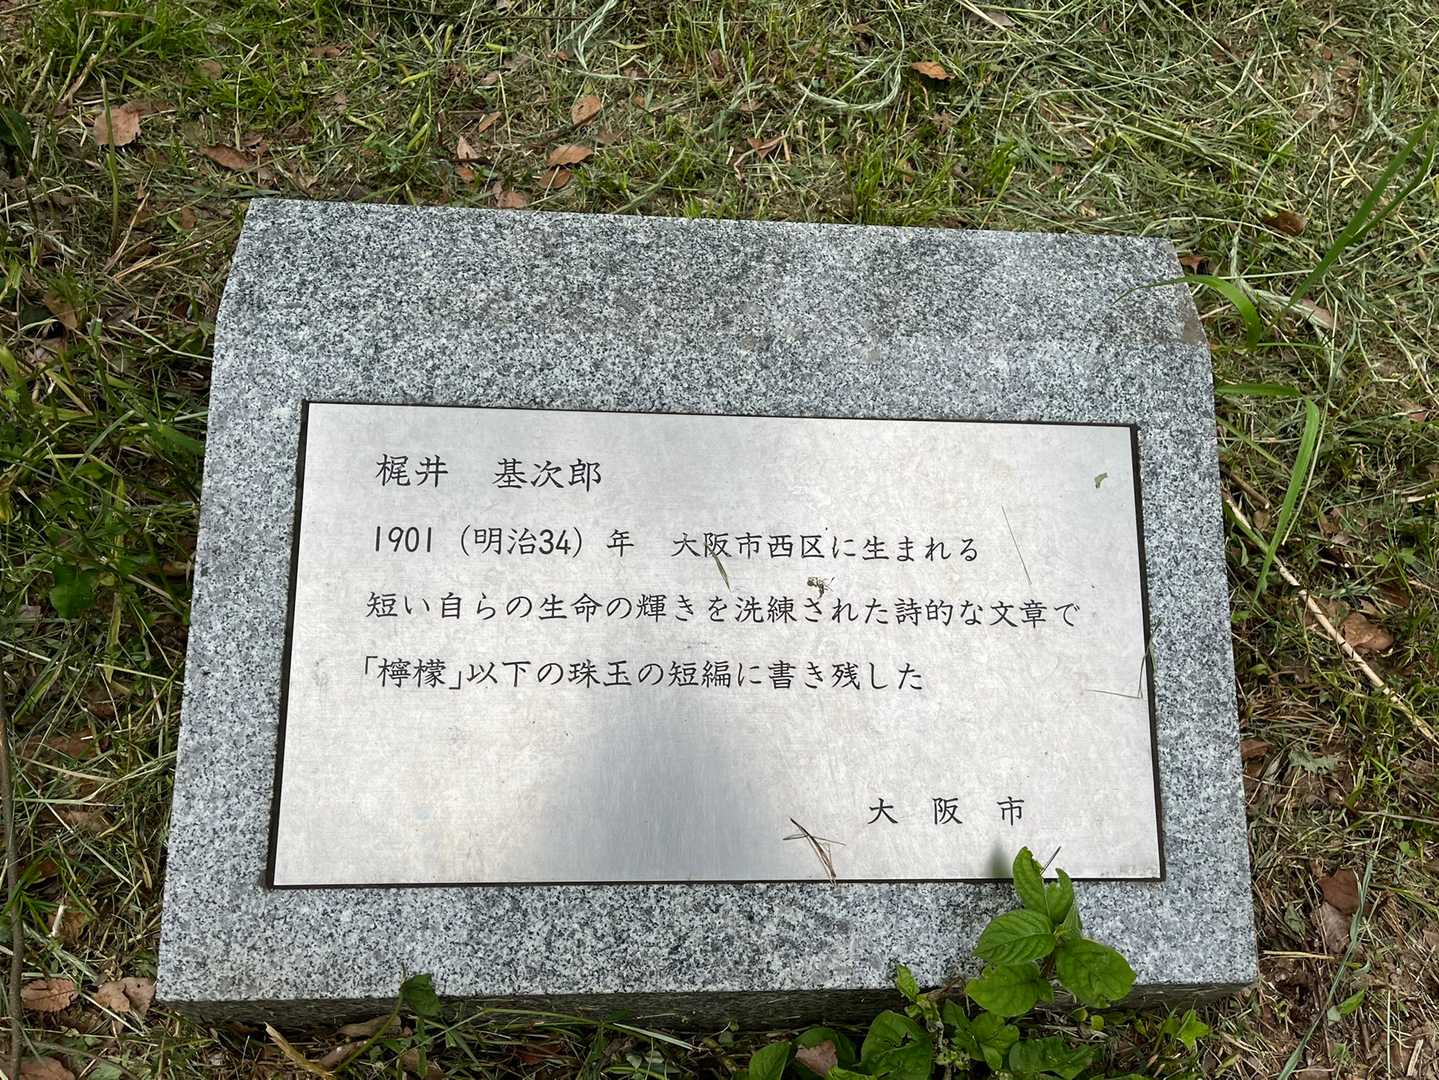 梶井　基次郎
1901（明治34）年　大阪市西区に生まれる
短い自らの生命の輝きを洗練された詩的な文章で
「檸檬」以下の珠玉の短編に書き残した
大　阪　市